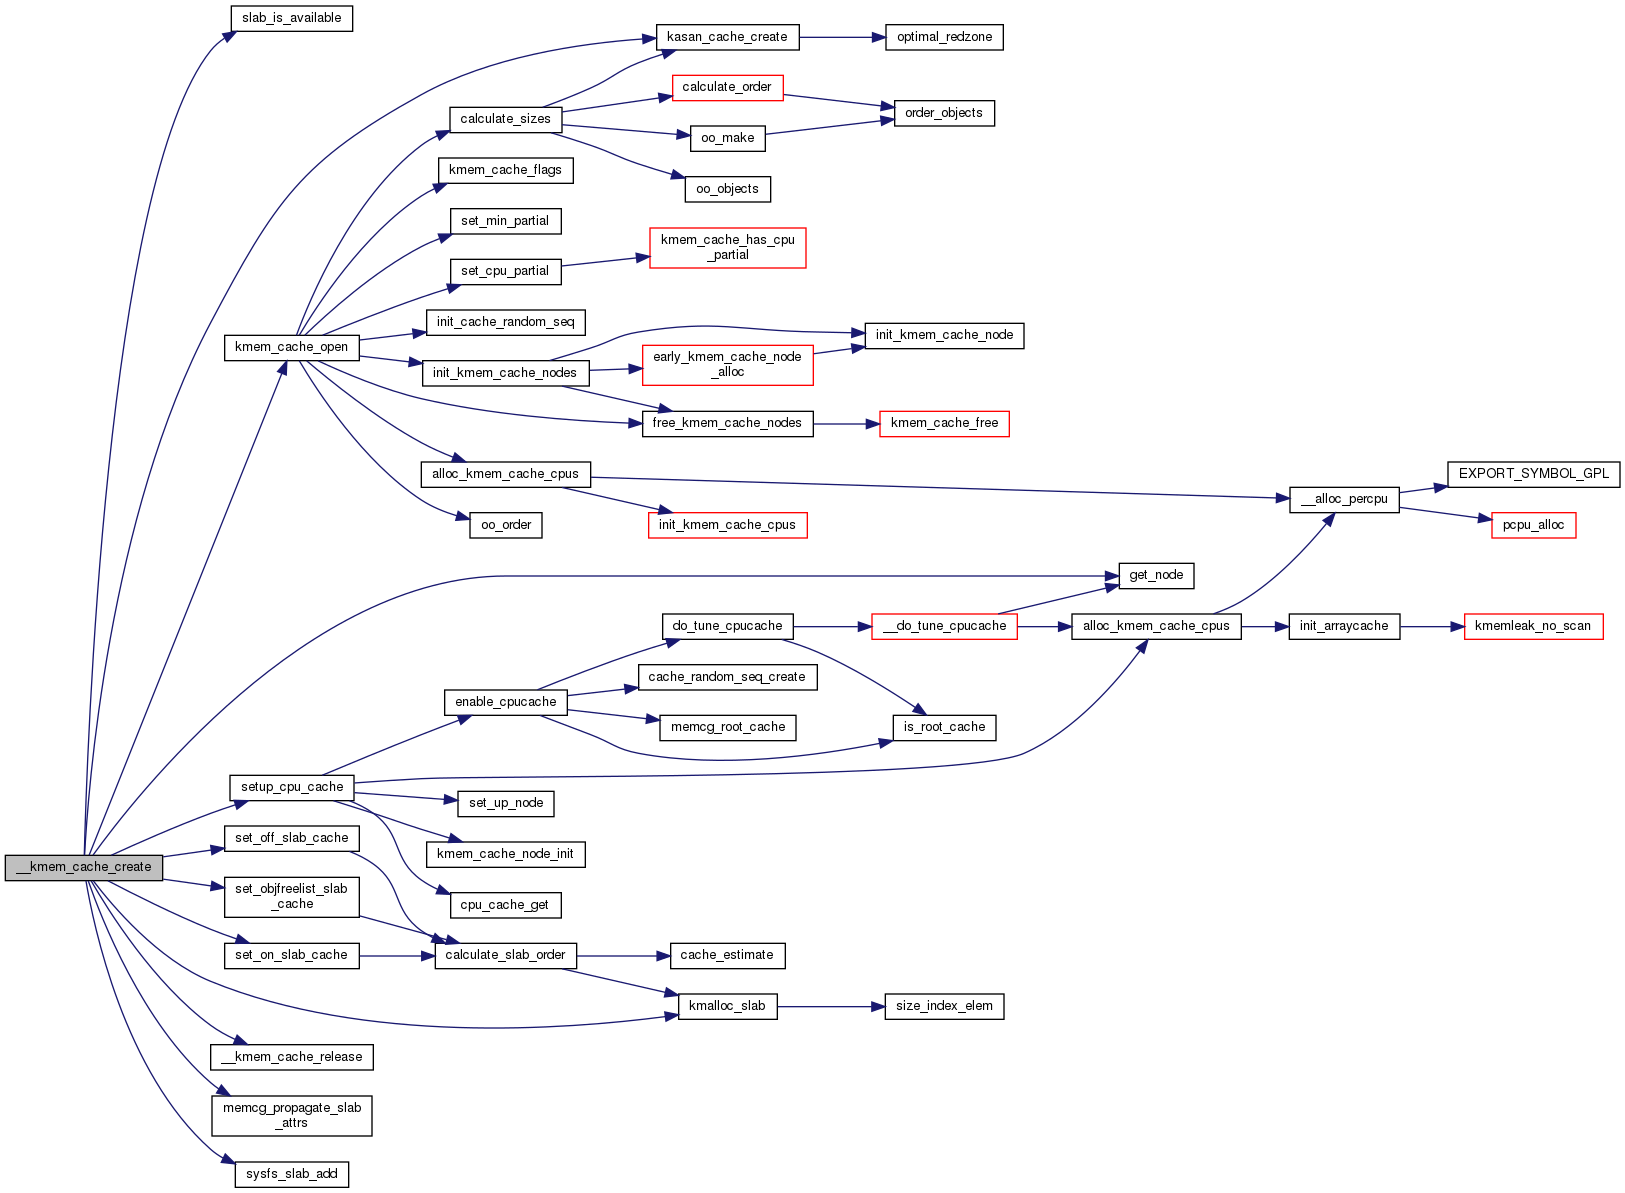 slab_is_available
kasan_cache_create
optimal_redzone
calculate_order
order_objects
calculate_sizes
oo_make
kmem_cache_flags
oo_objects
set_min_partial
kmem_cache_has_cpu
_partial
set_cpu_partial
init_cache_random_seq
init_kmem_cache_node
kmem_cache_open
early_kmem_cache_node
_alloc
init_kmem_cache_nodes
free_kmem_cache_nodes
kmem_cache_free
alloc_kmem_cache_cpus
EXPORT_SYMBOL_GPL
__alloc_percpu
oo_order
init_kmem_cache_cpus
pcpu_alloc
get_node
do_tune_cpucache
__do_tune_cpucache
alloc_kmem_cache_cpus
init_arraycache
kmemleak_no_scan
cache_random_seq_create
enable_cpucache
memcg_root_cache
is_root_cache
setup_cpu_cache
set_up_node
set_off_slab_cache
kmem_cache_node_init
__kmem_cache_create
set_objfreelist_slab
_cache
cpu_cache_get
set_on_slab_cache
calculate_slab_order
cache_estimate
kmalloc_slab
size_index_elem
__kmem_cache_release
memcg_propagate_slab
_attrs
sysfs_slab_add